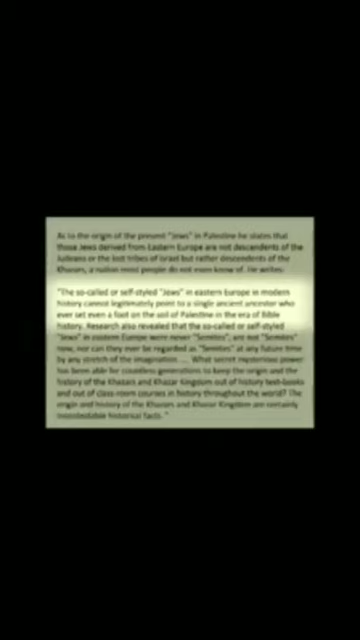 As to the origin of the present "Jews" in Palestine he states that
those Jews derived from Eastern Europe are not descendents of the
Judeans or the lost tribes of Israel but rather descendents of the
Khazars, a nation most people do not even know of. He writes:
"The so-called or self-styled "Jews" in eastern Europe in modern
history cannot legitimately point to a single ancient ancestor who
ever set even a foot on the soil of Palestine in the era of Bible
history. Research also revealed that the so-called or self-styled
"Jews" in eastern Europe were never "Semites", are not "Semites"
now, nor can they ever be regarded as "Semites" at any future time
by any stretch of the imagination. ... What secret mysterious power
has been able for countless generations to keep the origin and the
history of the Khazars and Khazar Kingdom out of history text-books
and out of class-room courses in history throughout the world? The
origin and history of the Khazars and Khazar Kingdom are certainly
incontestable historical facts. "